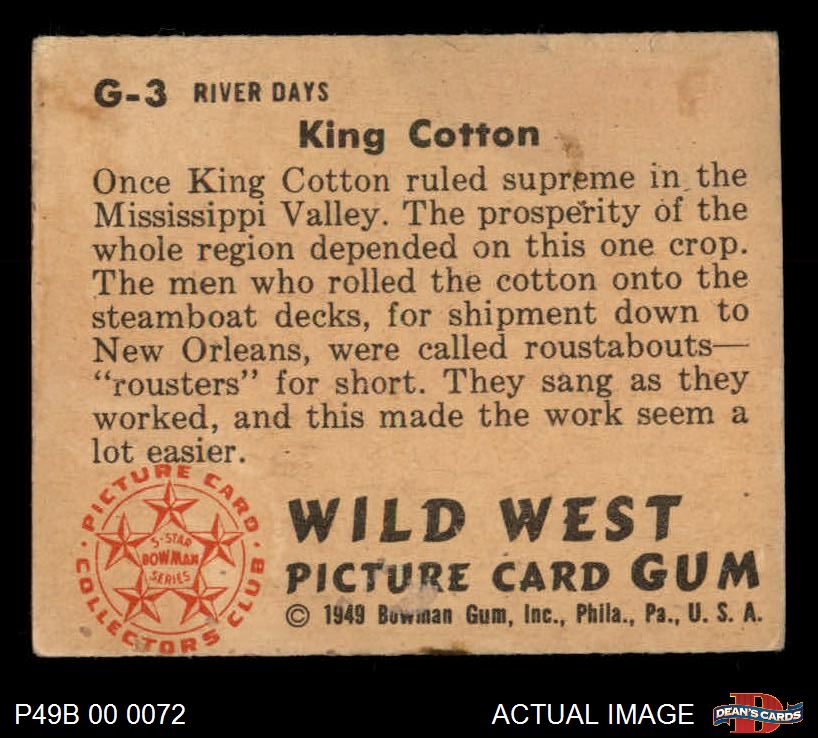 G-3 RIVER DAYS
King Cotton
Once King Cotton ruled supreme in the
Mississippi Valley. The prosperity of the
whole region depended on this one crop.
The men who rolled the cotton onto the
steamboat decks, for shipment down to
New Orleans, were called roustabouts—
“rousters” for short. They sang as they
worked, and this made the work seem a
lot easier.
PICTURE CARD
COLLECTORS CLUB
5-STAR
BOWMAN
SERIES
WILD WEST
PICTURE CARD GUM
© 1949 Bowman Gum, Inc., Phila., Pa., U. S. A.
P49B 00 0072
ACTUAL IMAGE
D
DEAN'S CARDS